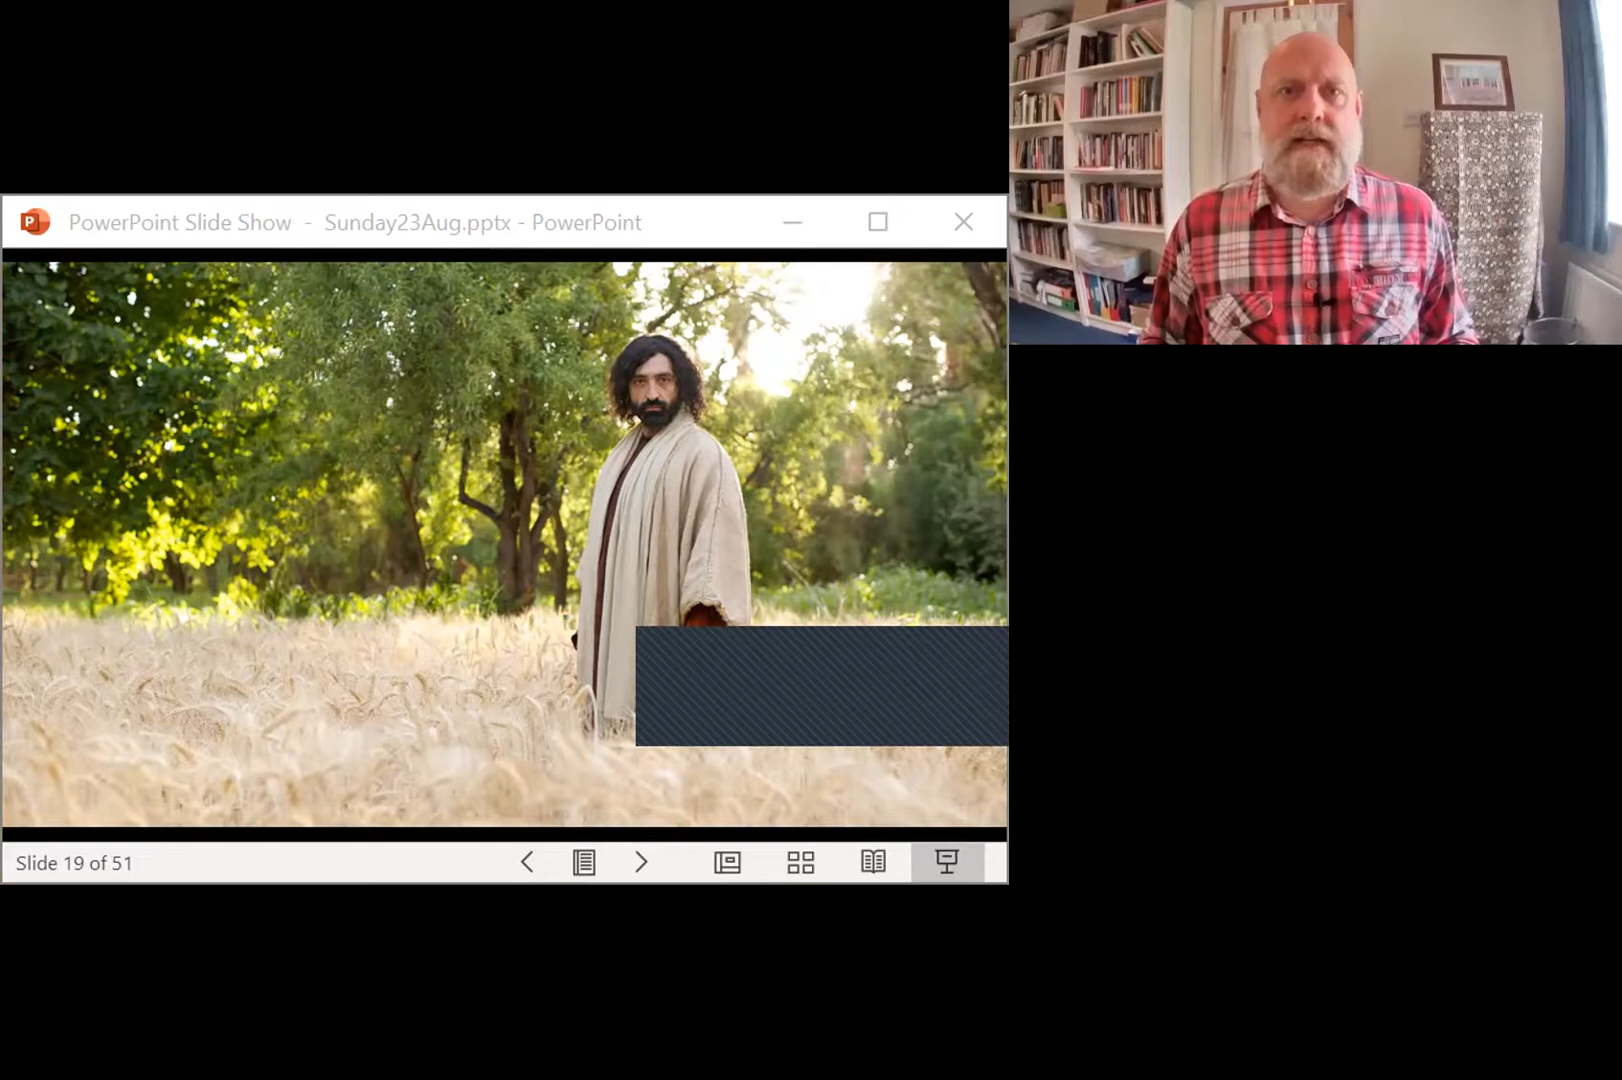 PowerPoint Slide Show - Sunday23Aug.pptx - PowerPoint
Slide 19 of 51